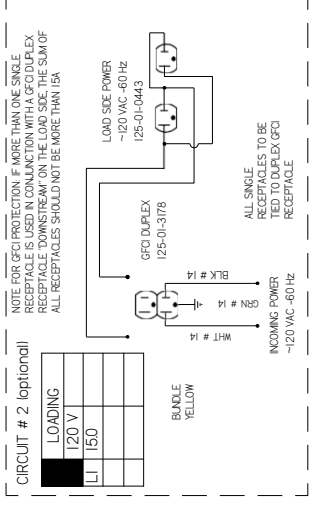 CIRCUIT # 2 (optional)
LOADING
120 V
L1 15.0
NOTE: FOR GFCI PROTECTION, IF MORE THAN ONE SINGLE
RECEPTACLE IS USED IN CONJUNCTION WITH A GFCI DUPLEX
RECEPTACLE "DOWNSTREAM" ON THE LOAD SIDE, THE SUM OF
ALL RECEPTACLES SHOULD NOT BE MORE THAN 15A
LOAD SIDE POWER
~120 VAC -60 Hz
125-01-0443
GFCI DUPLEX
125-01-3178
BUNDLE
YELLOW
WHT # 14
GRN # 14
BLK # 14
INCOMING POWER
~120 VAC -60 Hz
ALL SINGLE
RECEPTACLES TO BE
TIED TO DUPLEX GFCI
RECEPTACLE